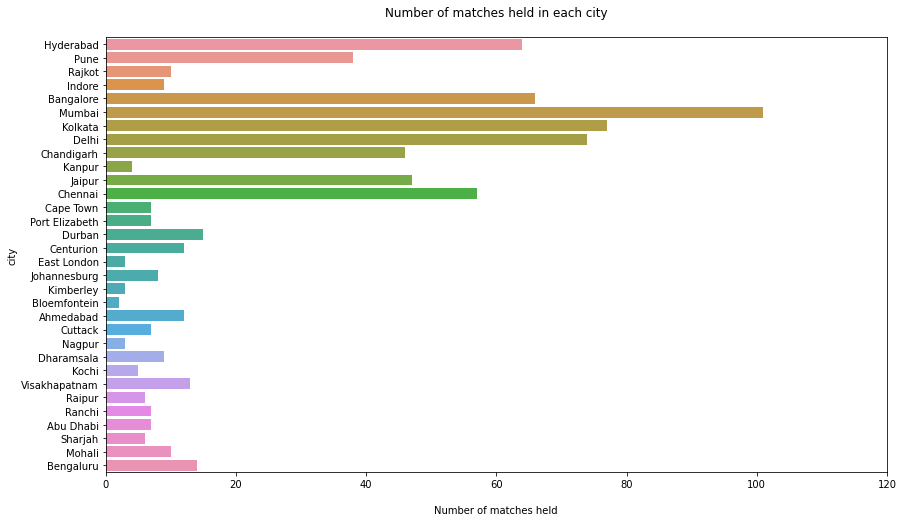 Number of matches held in each city
Hyderabad
Pune
Rajkot
Indore
Bangalore
Mumbai
Kolkata
Delhi
Chandigarh
Kanpur
Jaipur
Chennai
Cape Town
Port Elizabeth
Durban
Centurion
East London
Johannesburg
Kimberley
Bloemfontein
Ahmedabad
Cuttack
Nagpur
Dharamsala
Kochi
Visakhapatnam
Raipur
Ranchi
Abu Dhabi
Sharjah
Mohali
Bengaluru
city
0 20 40 60 80 100 120
Number of matches held